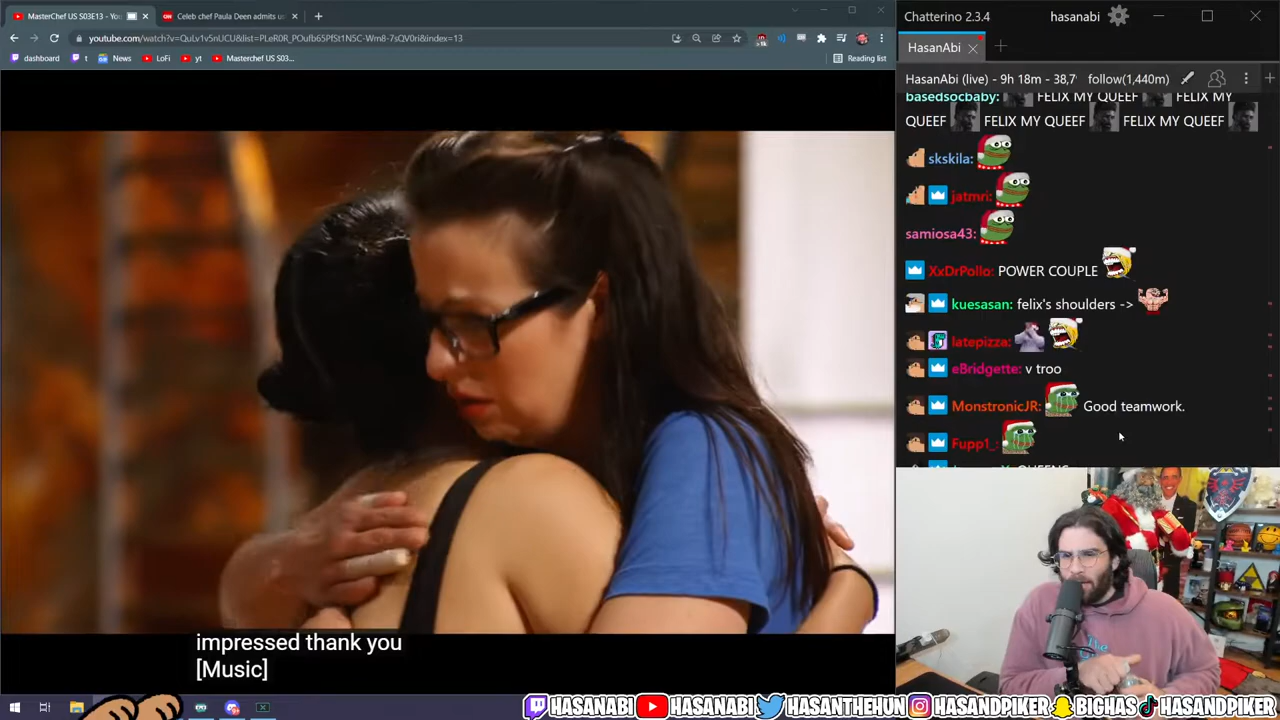 MasterChef US S03E13 - You
Celeb chef Paula Deen admits us
youtube.com/watch?v=QuLv1v5nUCU&list=PLeR0R_POufb65Pf5t1N5C-Wm8-7sQV0ri&index=13
dashboard
t
News
LoFi
yt
Masterchef US S03...
Reading list
impressed thank you
[Music]
Chatterino 2.3.4
hasanabi
HasanAbi
HasanAbi (live) - 9h 18m - 38,7
follow(1,440m)
basedsocbaby: FELIX MY QUEEF FELIX MY
QUEEF FELIX MY QUEEF FELIX MY QUEEF
skskila:
jatmri:
samiosa43:
XxDrPollo: POWER COUPLE
kuesasan: felix's shoulders ->
latepizza:
eBridgette: v troo
MonstronicJR: Good teamwork.
Fupp1_:
HASANABI HASANABI HASANTHEHUN HASANDPIKER BIGHAS HASANDPIKER